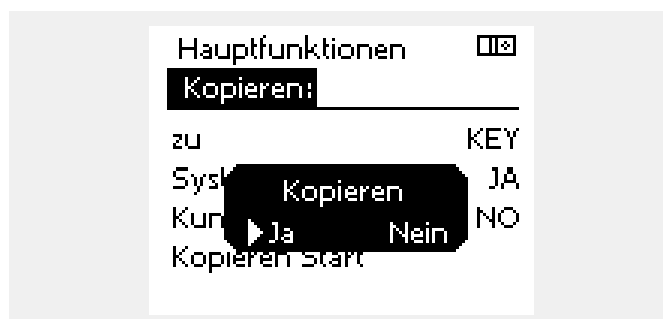 Hauptfunktionen
Kopieren:
zu KEY
JA
Kopieren
NO
Ja Nein
Kopieren Start